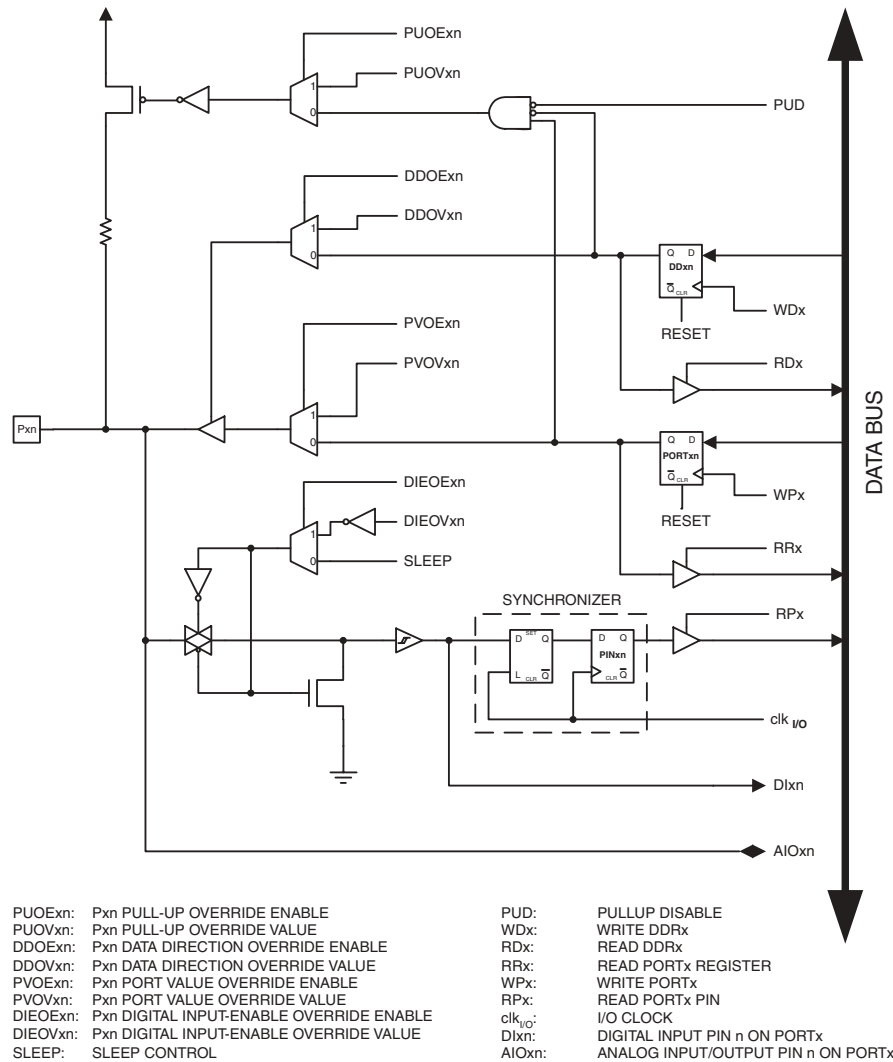 PUOExn
PUOVxn
1
0
PUD
DDOExn
DDOVxn
1
0
Q D
DDxn
Q CLR
WDx
RESET
PVOExn
RDx
PVOVxn
1
Pxn
0
Q D
PORTxn
Q CLR
WPx
RESET
DIEOExn
DIEOVxn
1
0
SLEEP
RRx
SYNCHRONIZER
RPx
D SET Q
L CLR Q
D Q
PINxn
CLR Q
clk I/O
DIxn
AIOxn
DATA BUS
PUOExn: Pxn PULL-UP OVERRIDE ENABLE
PUOVxn: Pxn PULL-UP OVERRIDE VALUE
DDOExn: Pxn DATA DIRECTION OVERRIDE ENABLE
DDOVxn: Pxn DATA DIRECTION OVERRIDE VALUE
PVOExn: Pxn PORT VALUE OVERRIDE ENABLE
PVOVxn: Pxn PORT VALUE OVERRIDE VALUE
DIEOExn: Pxn DIGITAL INPUT-ENABLE OVERRIDE ENABLE
DIEOVxn: Pxn DIGITAL INPUT-ENABLE OVERRIDE VALUE
SLEEP: SLEEP CONTROL
PUD: PULLUP DISABLE
WDx: WRITE DDRx
RDx: READ DDRx
RRx: READ PORTx REGISTER
WPx: WRITE PORTx
RPx: READ PORTx PIN
clkI/O: I/O CLOCK
DIxn: DIGITAL INPUT PIN n ON PORTx
AIOxn: ANALOG INPUT/OUTPUT PIN n ON PORTx